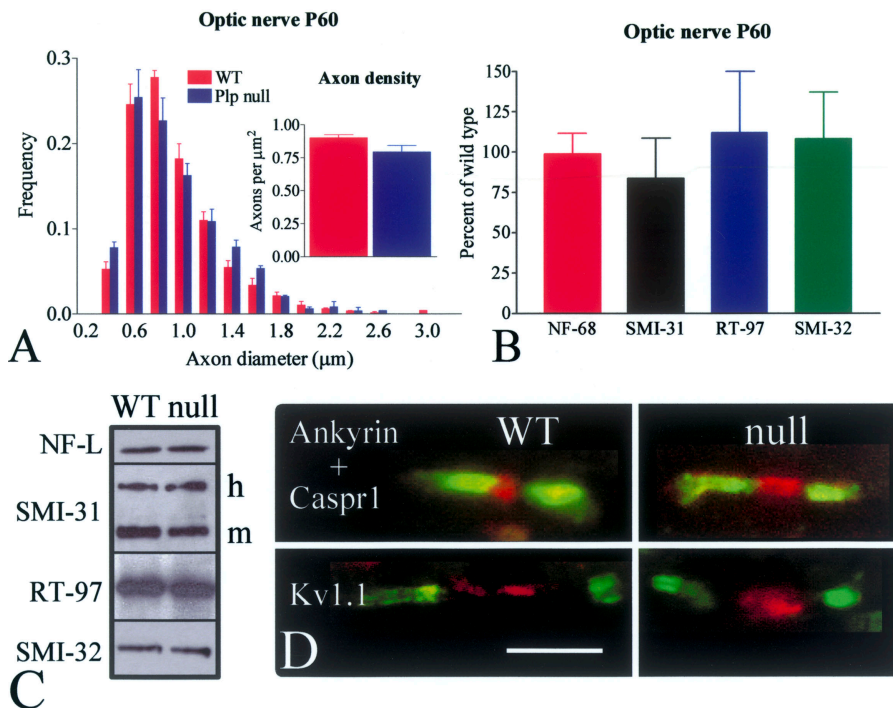 Optic nerve P60
0.3
0.2
0.1
0.0
Frequency
WT
Plp null
Axon density
1.00
0.75
0.50
0.25
0.00
Axons per μm²
0.2 0.6 1.0 1.4 1.8 2.2 2.6 3.0
Axon diameter (μm)
A
Optic nerve P60
150
125
100
75
50
25
0
Percent of wild type
NF-68 SMI-31 RT-97 SMI-32
B
WT null
NF-L
SMI-31
h
m
RT-97
SMI-32
C
Ankyrin
+
Caspr1
WT
null
Kv1.1
D